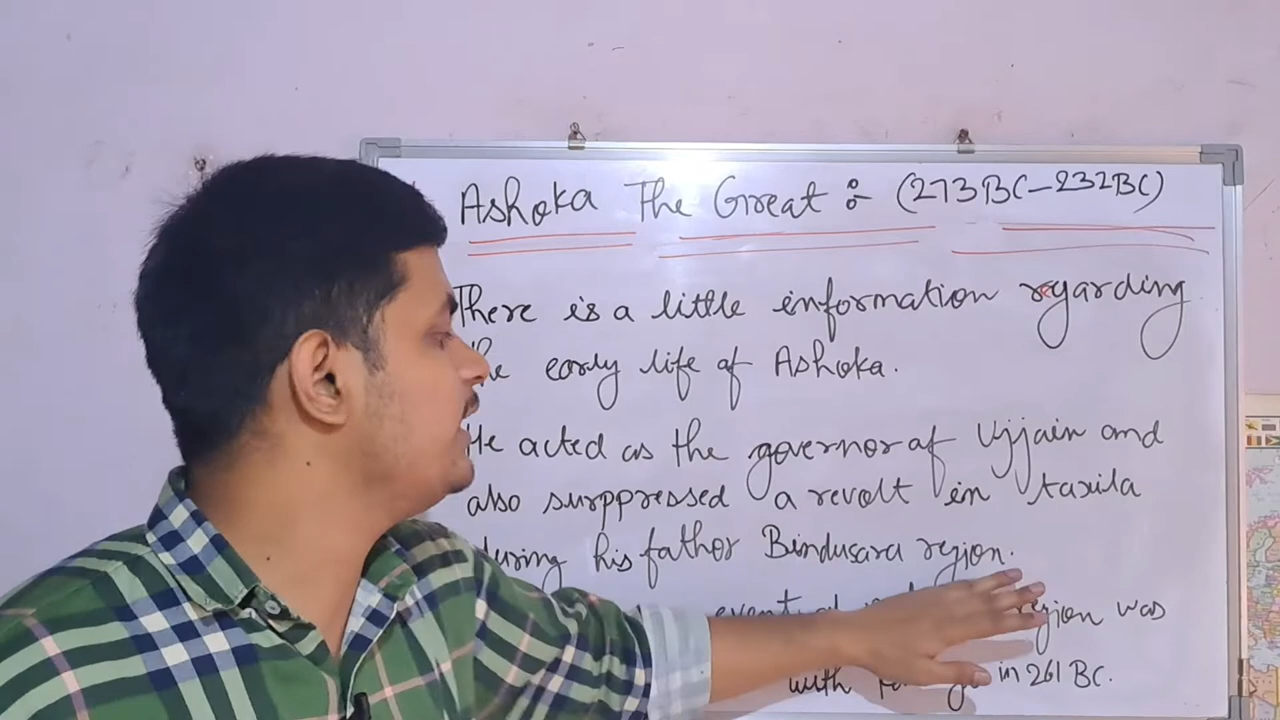 Ashoka The Great :- (273BC-232BC)
There is a little information regarding
the early life of Ashoka.
He acted as the governor of Ujjain and
also surppressed a revolt in taxila
during his father Bindusara region.
region was
with in 261 BC.